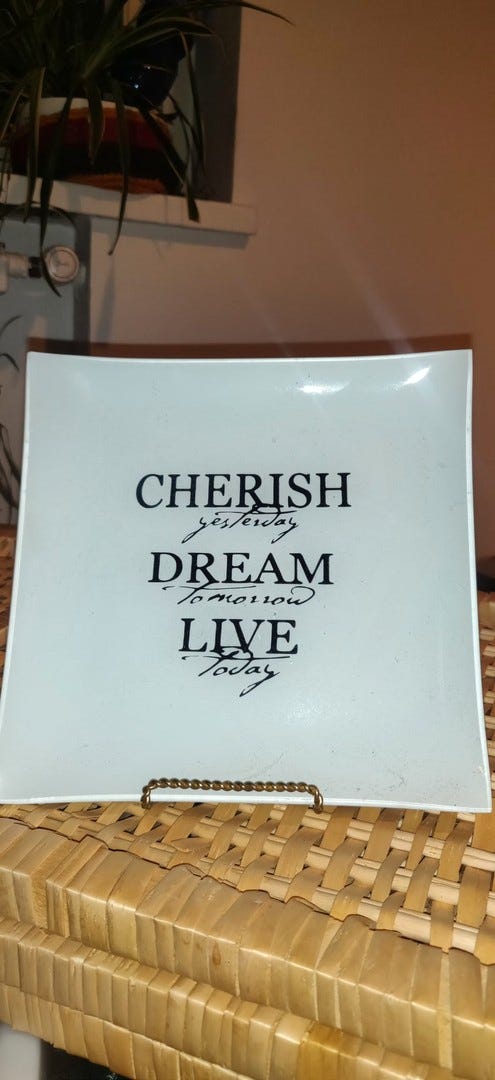 CHERISH
yesterday
DREAM
tomorrow
LIVE
today